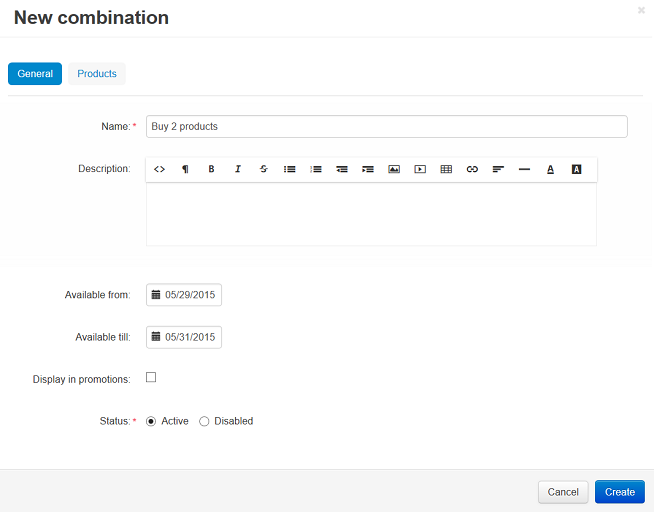 New combination
×
General Products
Name: * Buy 2 products
Description: <> ¶ B I S A A
Available from: 05/29/2015
Available till: 05/31/2015
Display in promotions:
Status: * Active Disabled
Cancel Create